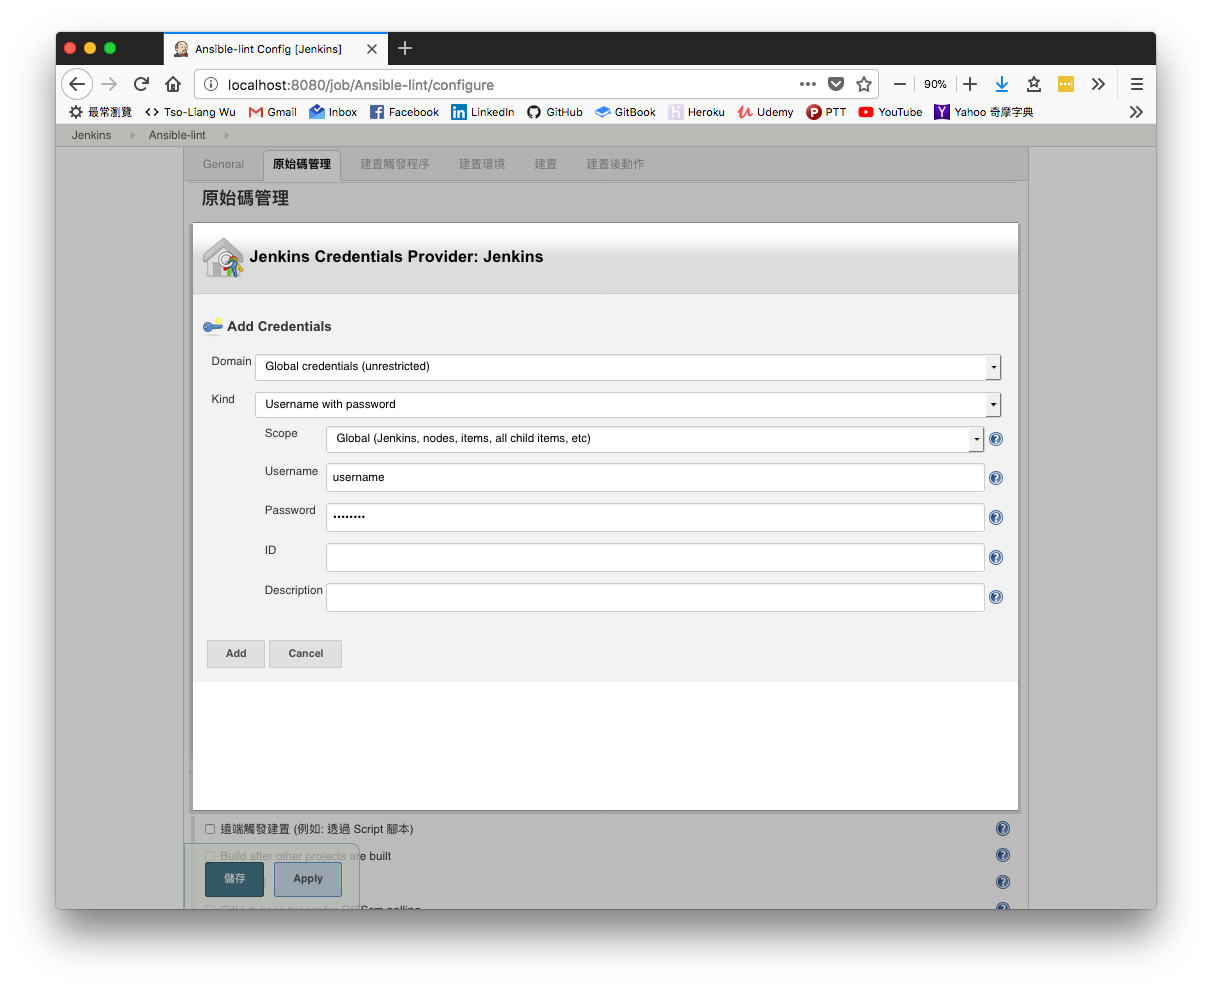 Ansible-lint Config [Jenkins]
localhost:8080/job/Ansible-lint/configure
90%
最常瀏覽 Tso-Liang Wu Gmail Inbox Facebook LinkedIn GitHub GitBook Heroku Udemy PTT YouTube Yahoo 奇摩字典
Jenkins Ansible-lint
General 原始碼管理 建置觸發程序 建置環境 建置 建置後動作
原始碼管理
Jenkins Credentials Provider: Jenkins
Add Credentials
Domain Global credentials (unrestricted)
Kind Username with password
Scope Global (Jenkins, nodes, items, all child items, etc)
Username username
Password ••••••••
ID
Description
Add Cancel
遠端觸發建置 (例如: 透過 Script 腳本)
Build after other projects are built
儲存 Apply
GitHub hook trigger for GITScm polling